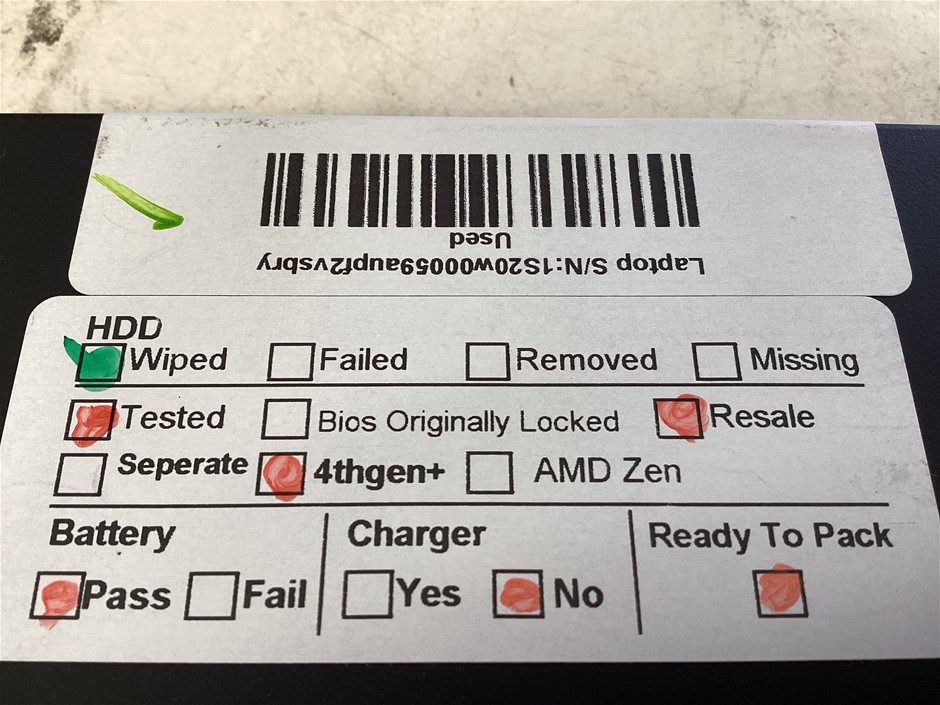 Laptop S/N:1S20w00059aupf2vsbry
Used
HDD
Wiped Failed Removed Missing
Tested Bios Originally Locked Resale
Seperate 4thgen+ AMD Zen
Battery Charger Ready To Pack
Pass Fail Yes No